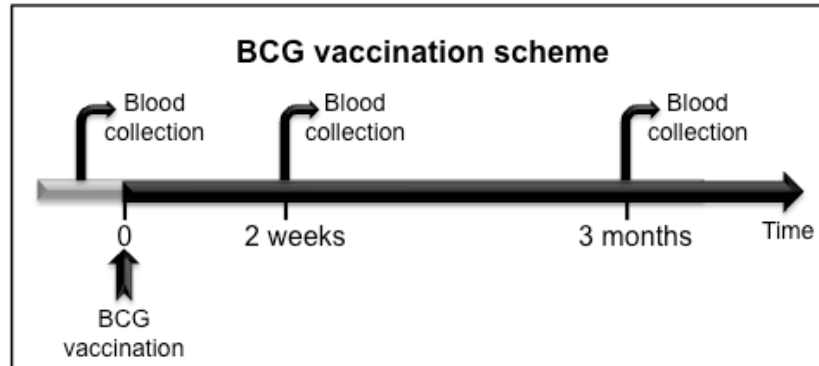 BCG vaccination scheme
Blood
collection
Blood
collection
Blood
collection
0
2 weeks
3 months
Time
BCG
vaccination